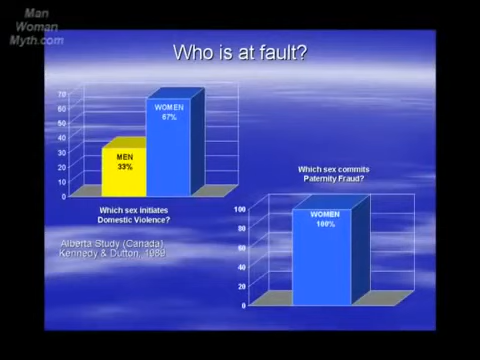 Man
Woman
Myth.com
Who is at fault?
70
60
50
40
30
20
10
0
MEN
33%
WOMEN
67%
Which sex initiates
Domestic Violence?
Alberta Study (Canada)
Kennedy & Dutton, 1989
Which sex commits
Paternity Fraud?
100
80
60
40
20
0
WOMEN
100%